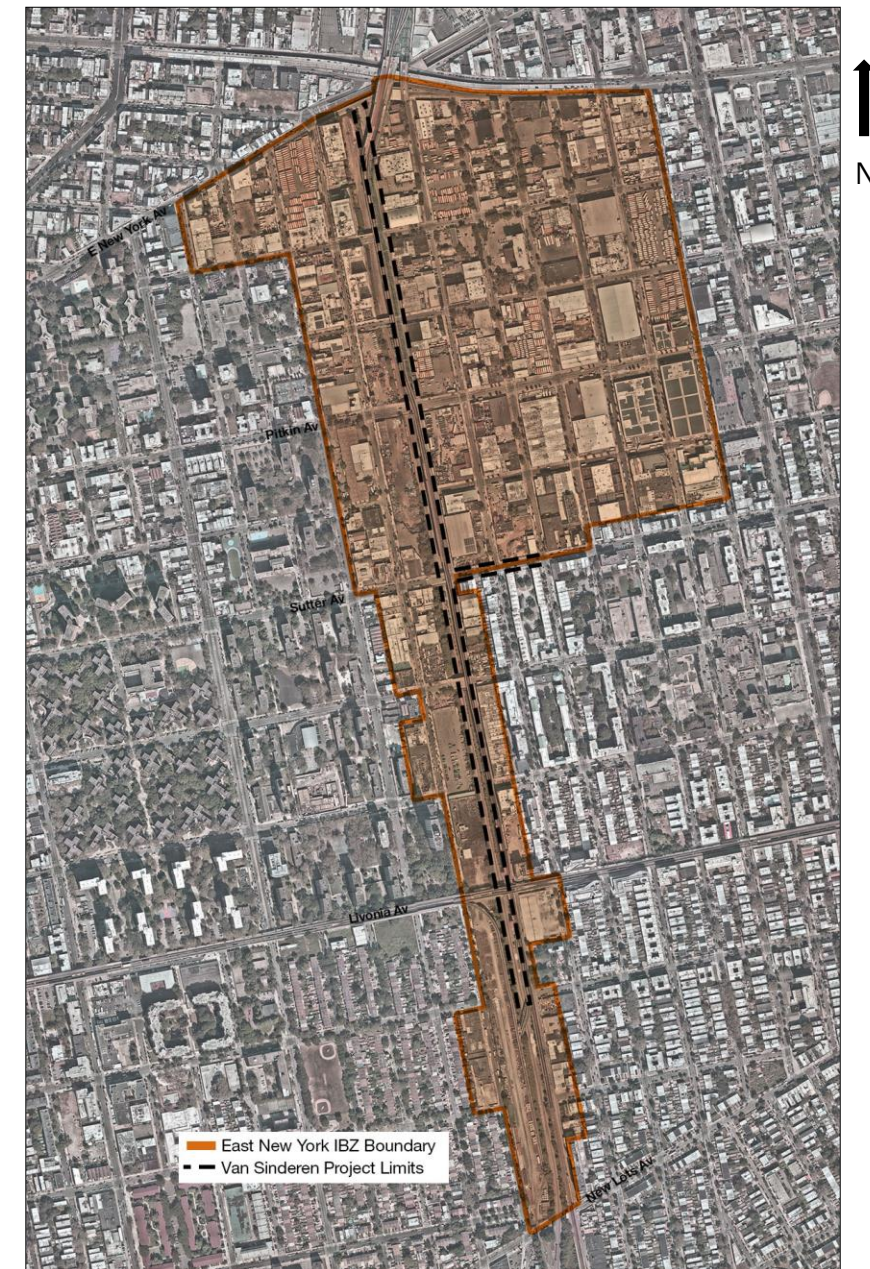 N
E New York Av
Pitkin Av
Sutter Av
Livonia Av
East New York IBZ Boundary
Van Sinderen Project Limits
New Lots Av